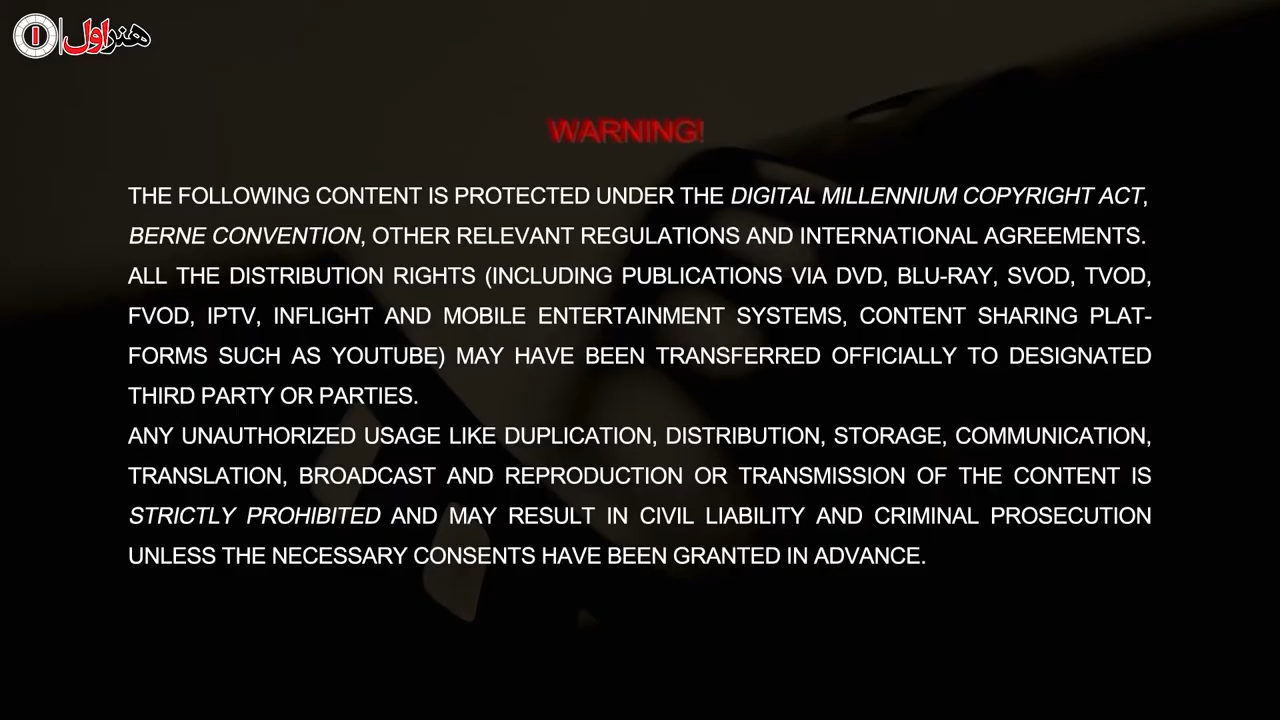 هنر اول
WARNING!
THE FOLLOWING CONTENT IS PROTECTED UNDER THE DIGITAL MILLENNIUM COPYRIGHT ACT,
BERNE CONVENTION, OTHER RELEVANT REGULATIONS AND INTERNATIONAL AGREEMENTS.
ALL THE DISTRIBUTION RIGHTS (INCLUDING PUBLICATIONS VIA DVD, BLU-RAY, SVOD, TVOD,
FVOD, IPTV, INFLIGHT AND MOBILE ENTERTAINMENT SYSTEMS, CONTENT SHARING PLAT-
FORMS SUCH AS YOUTUBE) MAY HAVE BEEN TRANSFERRED OFFICIALLY TO DESIGNATED
THIRD PARTY OR PARTIES.
ANY UNAUTHORIZED USAGE LIKE DUPLICATION, DISTRIBUTION, STORAGE, COMMUNICATION,
TRANSLATION, BROADCAST AND REPRODUCTION OR TRANSMISSION OF THE CONTENT IS
STRICTLY PROHIBITED AND MAY RESULT IN CIVIL LIABILITY AND CRIMINAL PROSECUTION
UNLESS THE NECESSARY CONSENTS HAVE BEEN GRANTED IN ADVANCE.